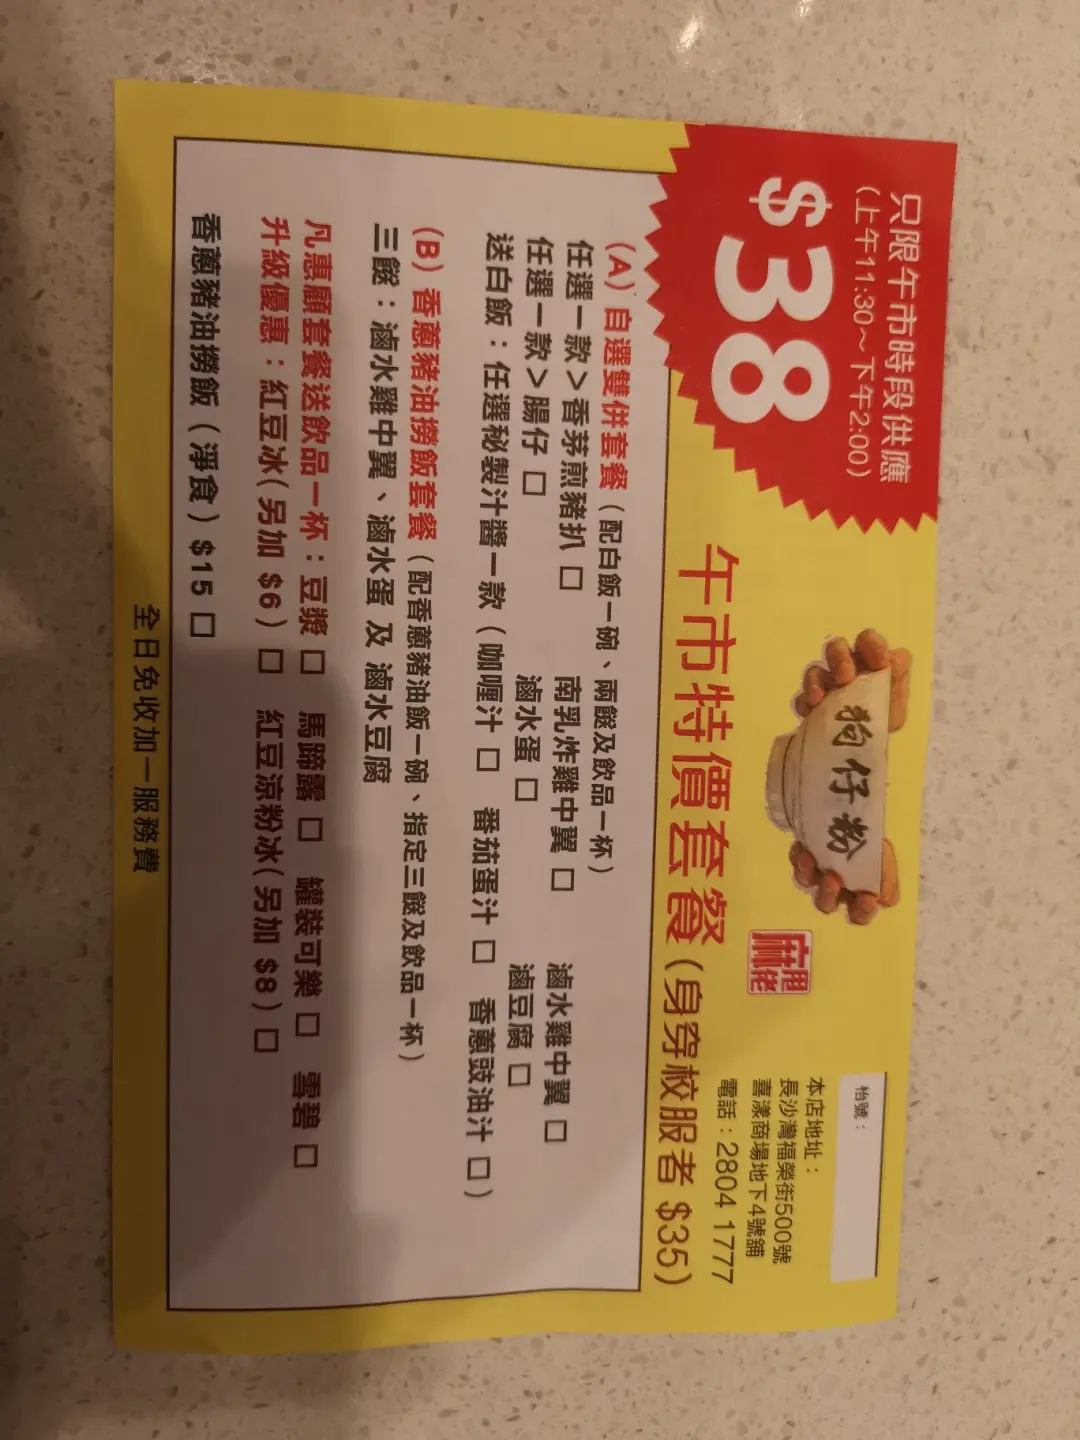 只限午市時段供應
(上午11:30～下午2:00)
$38
狗仔粉
午市特價套餐(身穿校服者 $35)
枱號：
本店地址：
長沙灣福榮街500號
喜漾商場地下4號舖
電話：2804 1777
(A) 自選雙併套餐 (配白飯一碗、兩餸及飲品一杯)
任選一款>香茅煎豬扒 □ 南乳炸雞中翼 □ 滷水雞中翼 □
任選一款>腸仔 □ 滷水蛋 □ 滷豆腐 □
送白飯：任選秘製汁醬一款 (咖喱汁 □ 番茄蛋汁 □ 香蔥豉油汁 □)
(B) 香蔥豬油撈飯套餐 (配香蔥豬油飯一碗、指定三餸及飲品一杯)
三餸：滷水雞中翼、滷水蛋 及 滷水豆腐
凡惠顧套餐送飲品一杯：豆漿 □ 馬蹄露 □ 罐裝可樂 □ 雪碧 □
升級優惠：紅豆冰(另加 $6) □ 紅豆涼粉冰(另加 $8) □
香蔥豬油撈飯 (淨食) $15 □
全日免收加一服務費